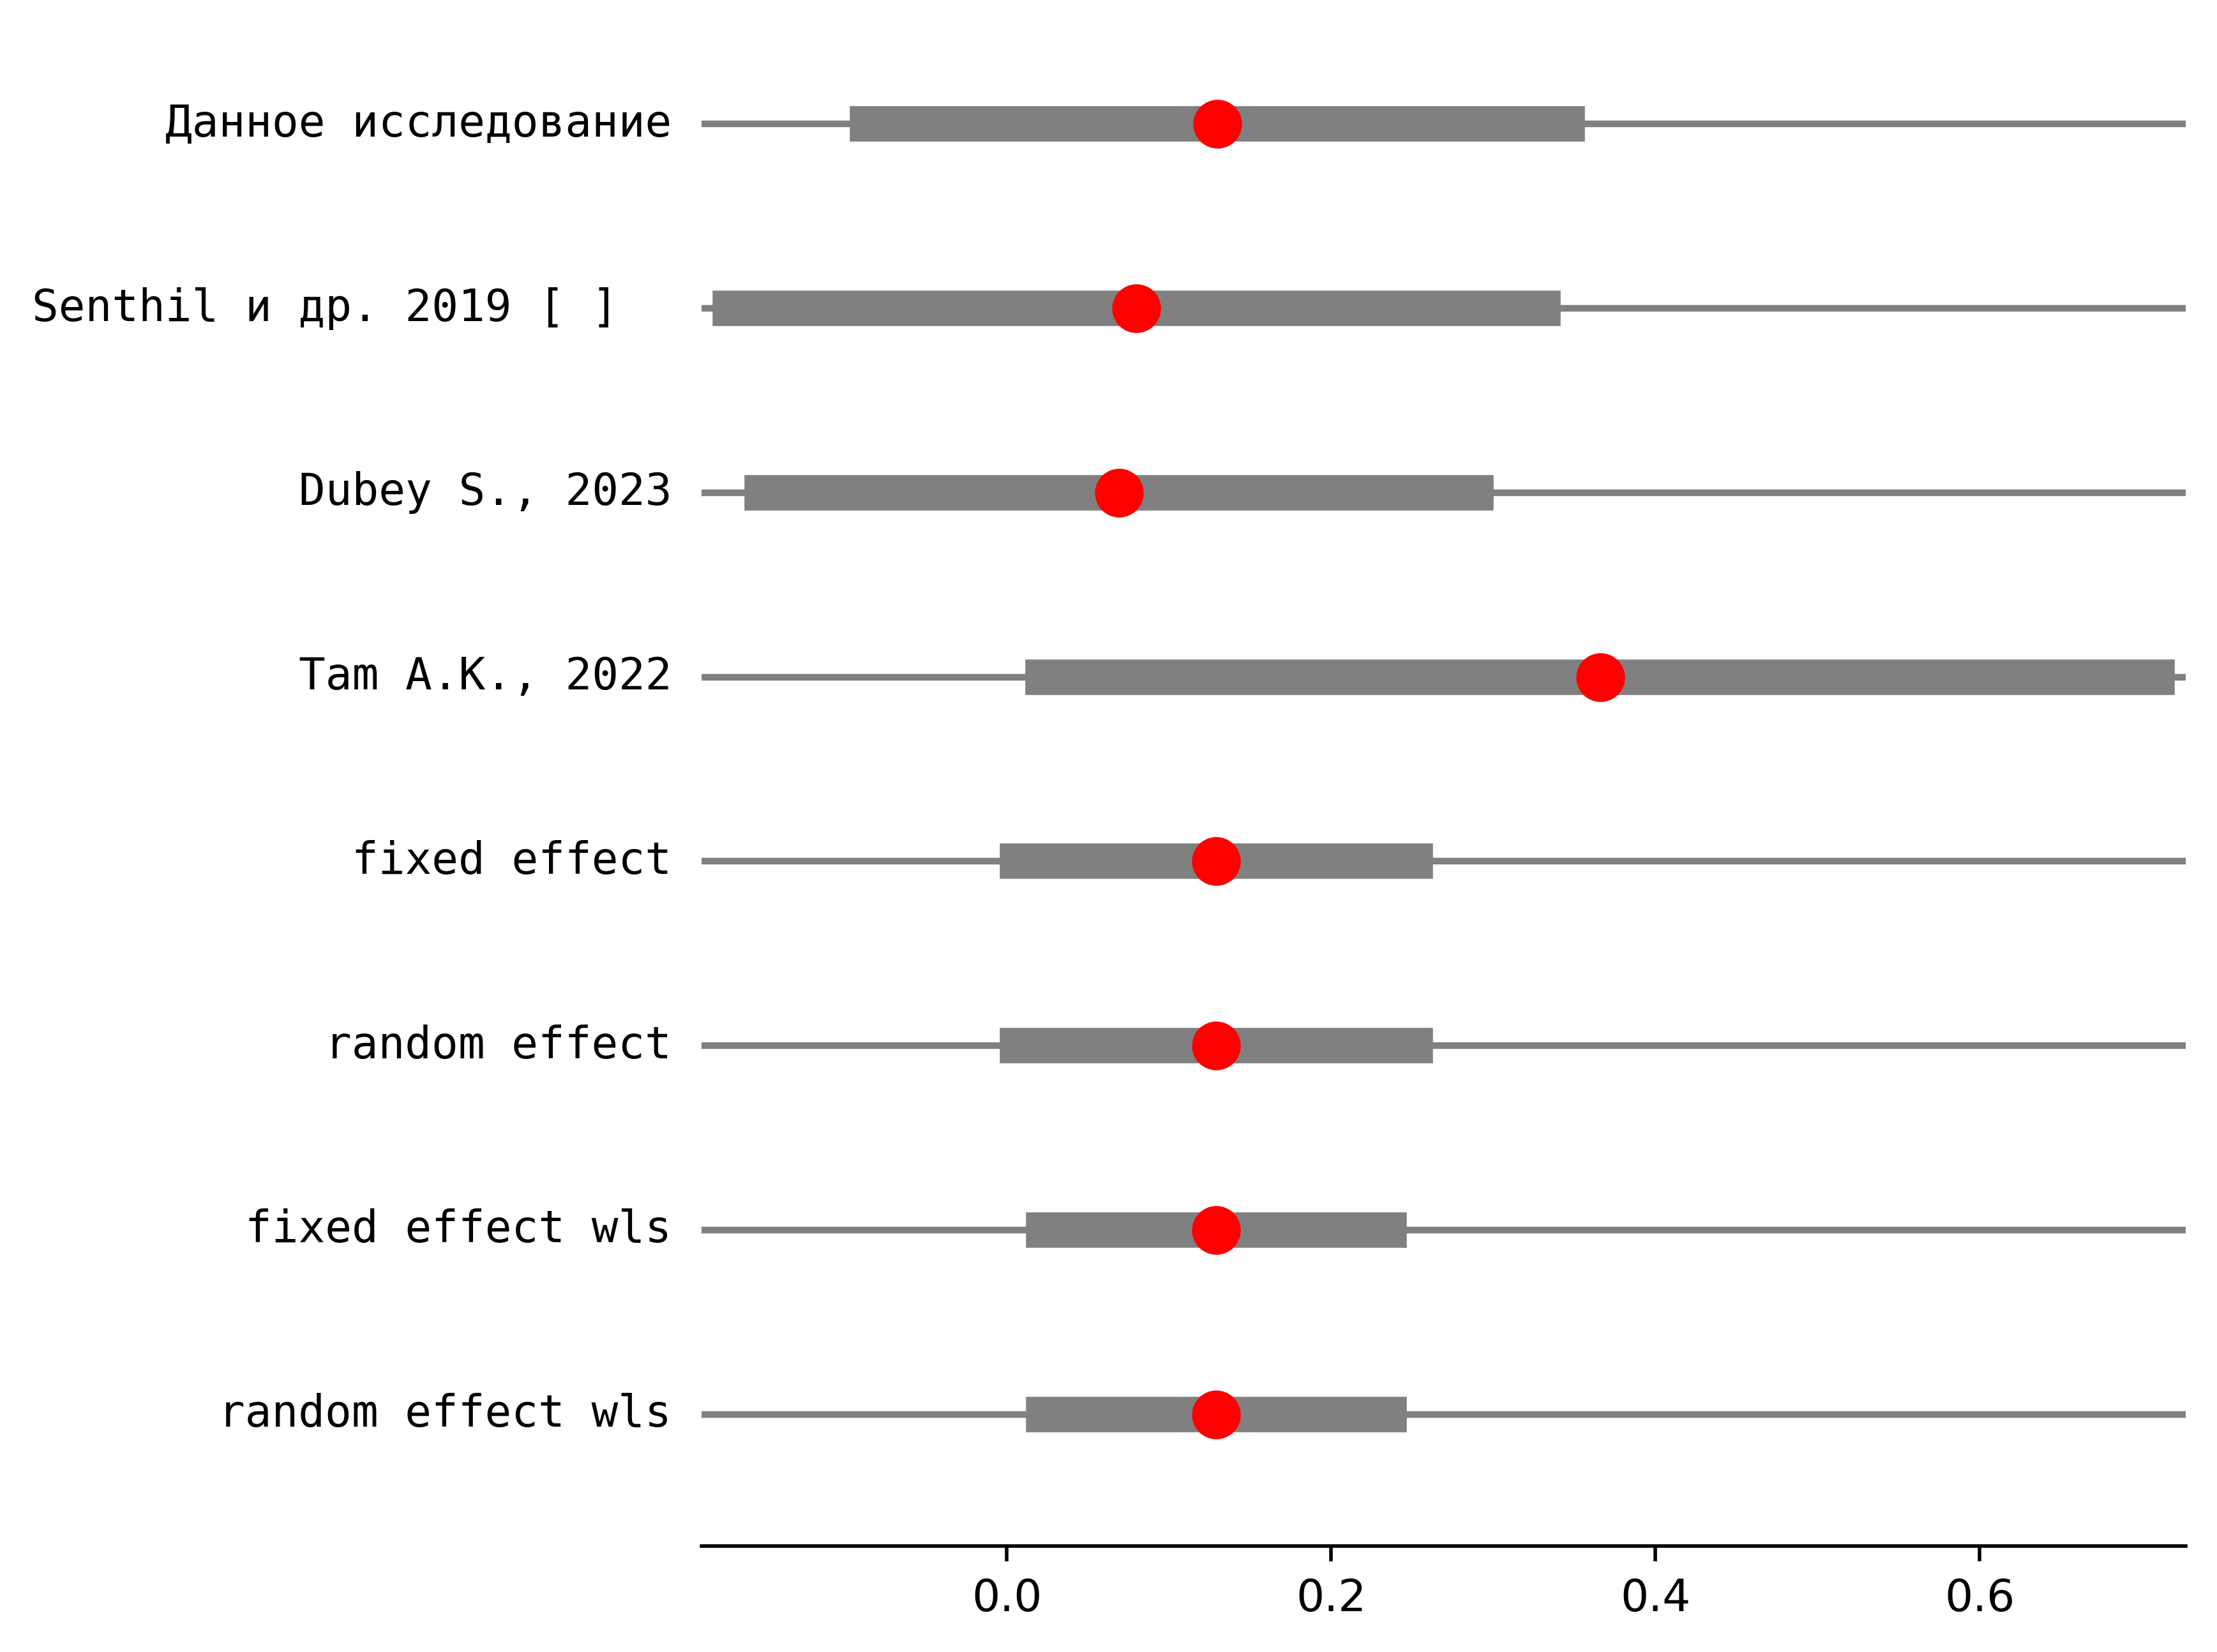 Данное исследование
Senthil и др. 2019 [ ]
Dubey S., 2023
Tam A.K., 2022
fixed effect
random effect
fixed effect wls
random effect wls
0.0 0.2 0.4 0.6